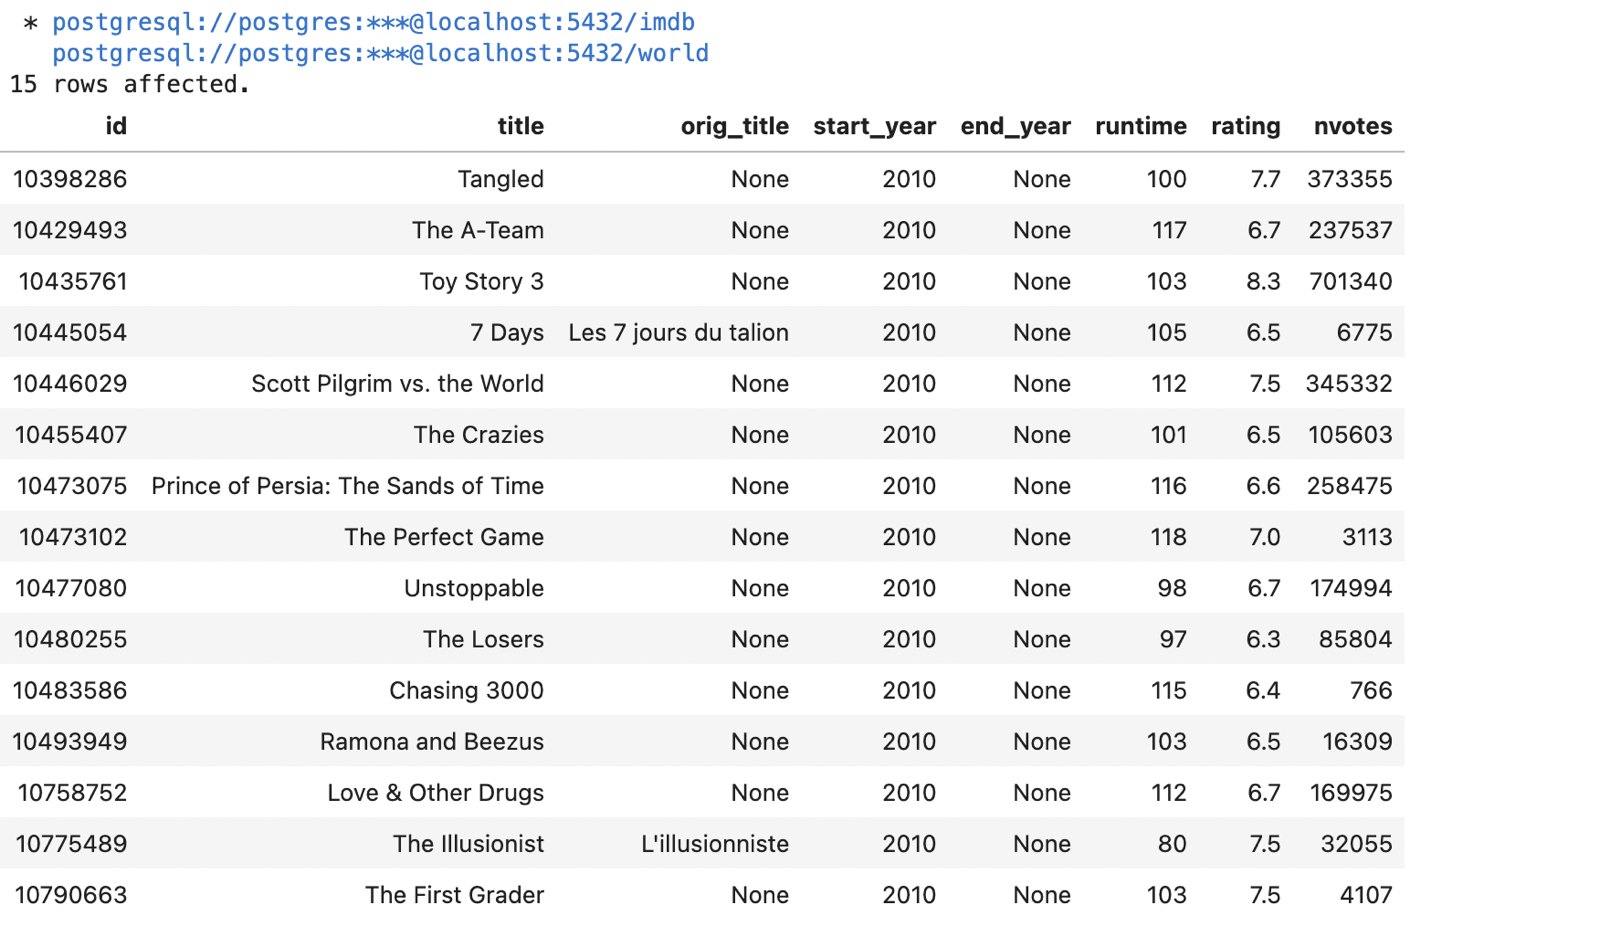 * postgresql://postgres:***@localhost:5432/imdb
postgresql://postgres:***@localhost:5432/world
15 rows affected.
id title orig_title start_year end_year runtime rating nvotes
10398286 Tangled None 2010 None 100 7.7 373355
10429493 The A-Team None 2010 None 117 6.7 237537
10435761 Toy Story 3 None 2010 None 103 8.3 701340
10445054 7 Days Les 7 jours du talion 2010 None 105 6.5 6775
10446029 Scott Pilgrim vs. the World None 2010 None 112 7.5 345332
10455407 The Crazies None 2010 None 101 6.5 105603
10473075 Prince of Persia: The Sands of Time None 2010 None 116 6.6 258475
10473102 The Perfect Game None 2010 None 118 7.0 3113
10477080 Unstoppable None 2010 None 98 6.7 174994
10480255 The Losers None 2010 None 97 6.3 85804
10483586 Chasing 3000 None 2010 None 115 6.4 766
10493949 Ramona and Beezus None 2010 None 103 6.5 16309
10758752 Love & Other Drugs None 2010 None 112 6.7 169975
10775489 The Illusionist L'illusionniste 2010 None 80 7.5 32055
10790663 The First Grader None 2010 None 103 7.5 4107